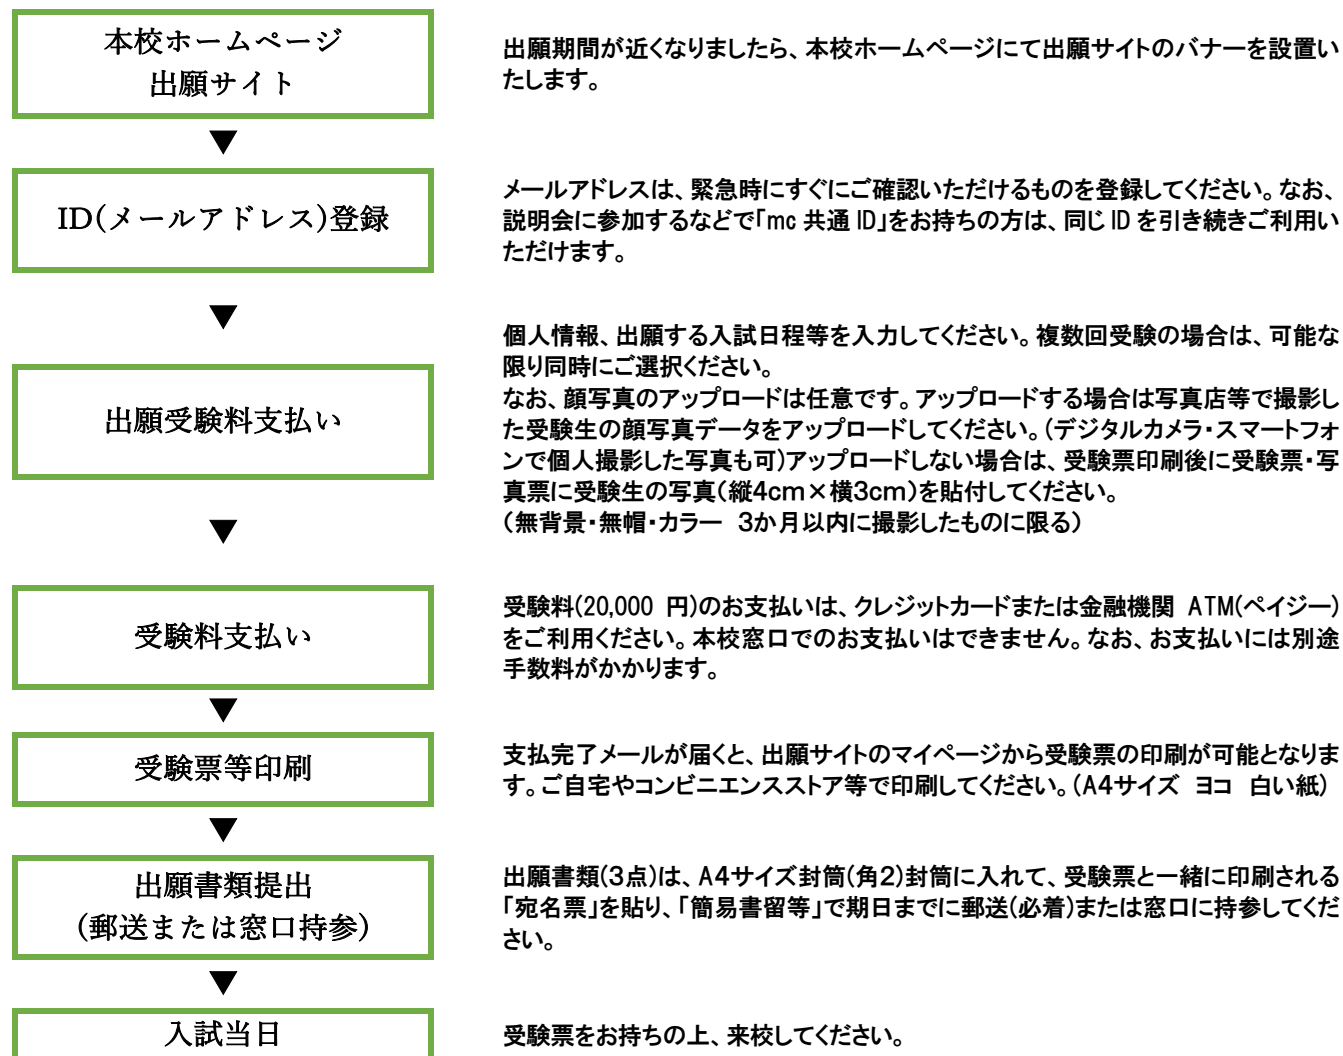 本校ホームページ
出願サイト
出願期間が近くなりましたら、本校ホームページにて出願サイトのバナーを設置い
たします。
▼
ID(メールアドレス)登録
メールアドレスは、緊急時にすぐにご確認いただけるものを登録してください。なお、
説明会に参加するなどで「mc 共通 ID」をお持ちの方は、同じ ID を引き続きご利用い
ただけます。
▼
出願受験料支払い
個人情報、出願する入試日程等を入力してください。複数回受験の場合は、可能な
限り同時にご選択ください。
なお、顔写真のアップロードは任意です。アップロードする場合は写真店等で撮影し
た受験生の顔写真データをアップロードしてください。(デジタルカメラ・スマートフォ
ンで個人撮影した写真も可)アップロードしない場合は、受験票印刷後に受験票・写
真票に受験生の写真(縦4cm×横3cm)を貼付してください。
(無背景・無帽・カラー 3か月以内に撮影したものに限る)
▼
受験料支払い
受験料(20,000 円)のお支払いは、クレジットカードまたは金融機関 ATM(ペイジー)
をご利用ください。本校窓口でのお支払いはできません。なお、お支払いには別途
手数料がかかります。
▼
受験票等印刷
支払完了メールが届くと、出願サイトのマイページから受験票の印刷が可能となりま
す。ご自宅やコンビニエンスストア等で印刷してください。(A4サイズ ヨコ 白い紙)
▼
出願書類提出
(郵送または窓口持参)
出願書類(3点)は、A4サイズ封筒(角2)封筒に入れて、受験票と一緒に印刷される
「宛名票」を貼り、「簡易書留等」で期日までに郵送(必着)または窓口に持参してくだ
さい。
▼
入試当日
受験票をお持ちの上、来校してください。